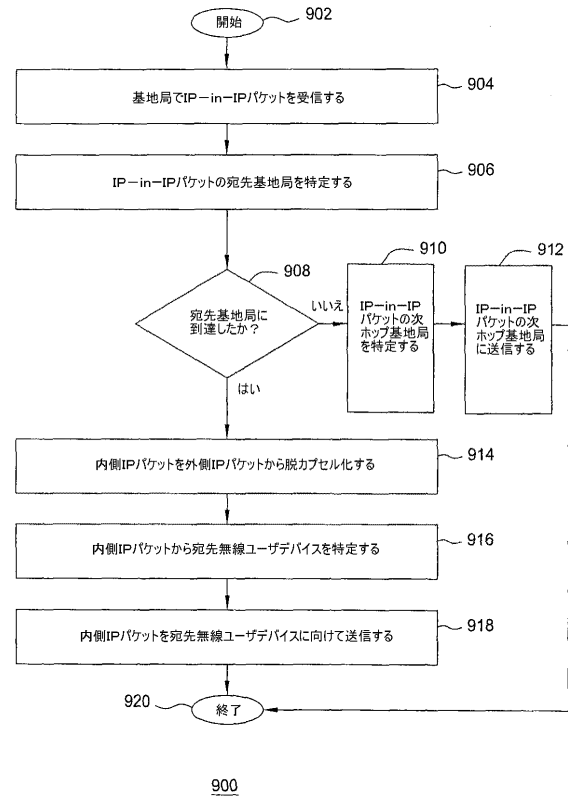 開始
902
基地局でIP-in-IPパケットを受信する
904
IP-in-IPパケットの宛先基地局を特定する
906
908
宛先基地局に
到達したか?
いいえ
はい
910
IP-in-IP
パケットの次
ホップ基地局
を特定する
912
IP-in-IP
パケットの次
ホップ基地局
に送信する
内側IPパケットを外側IPパケットから脱カプセル化する
914
内側IPパケットから宛先無線ユーザデバイスを特定する
916
内側IPパケットを宛先無線ユーザデバイスに向けて送信する
918
920
終了
900